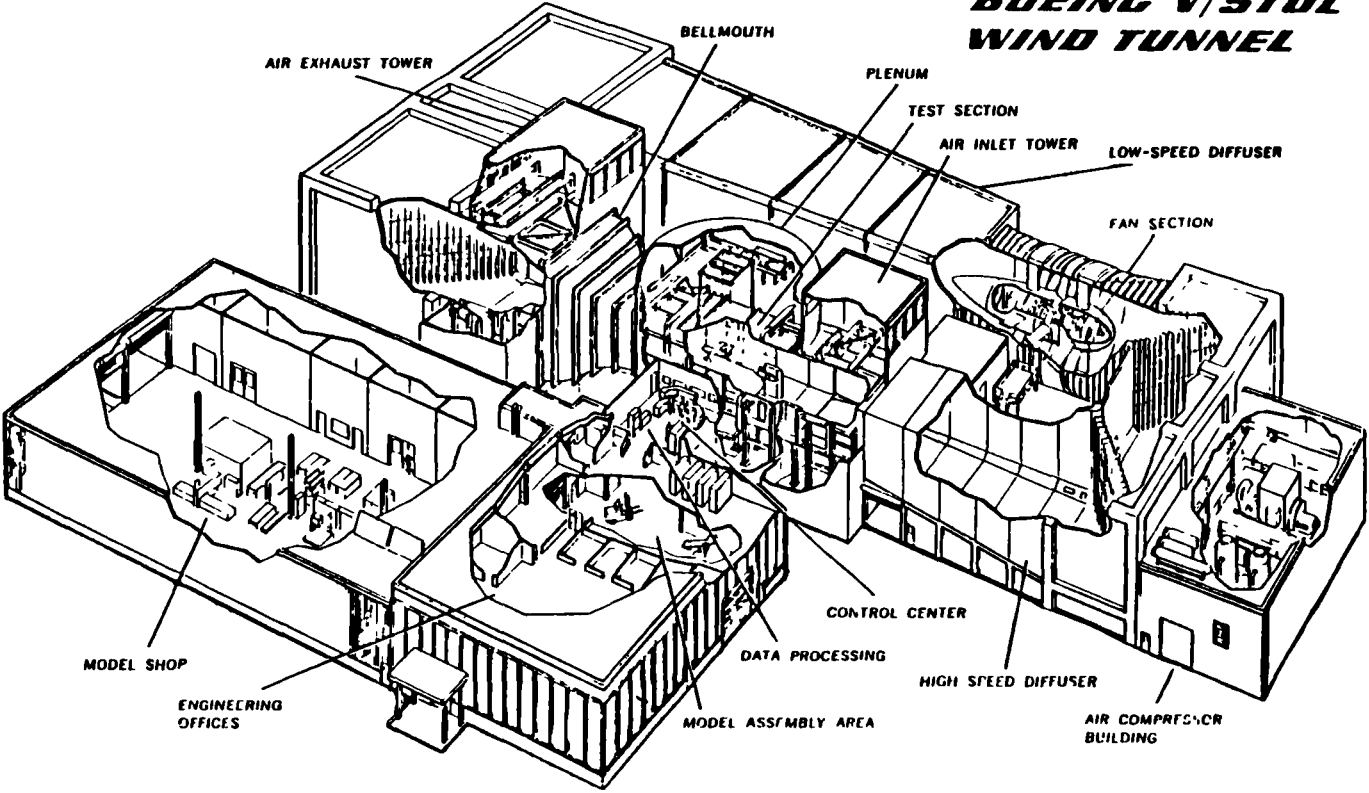 BOEING V/STOL
WIND TUNNEL
BELLMOUTH
AIR EXHAUST TOWER
PLENUM
TEST SECTION
AIR INLET TOWER
LOW-SPEED DIFFUSER
FAN SECTION
CONTROL CENTER
DATA PROCESSING
MODEL SHOP
HIGH SPEED DIFFUSER
ENGINEERING
OFFICES
MODEL ASSEMBLY AREA
AIR COMPRESSOR
BUILDING